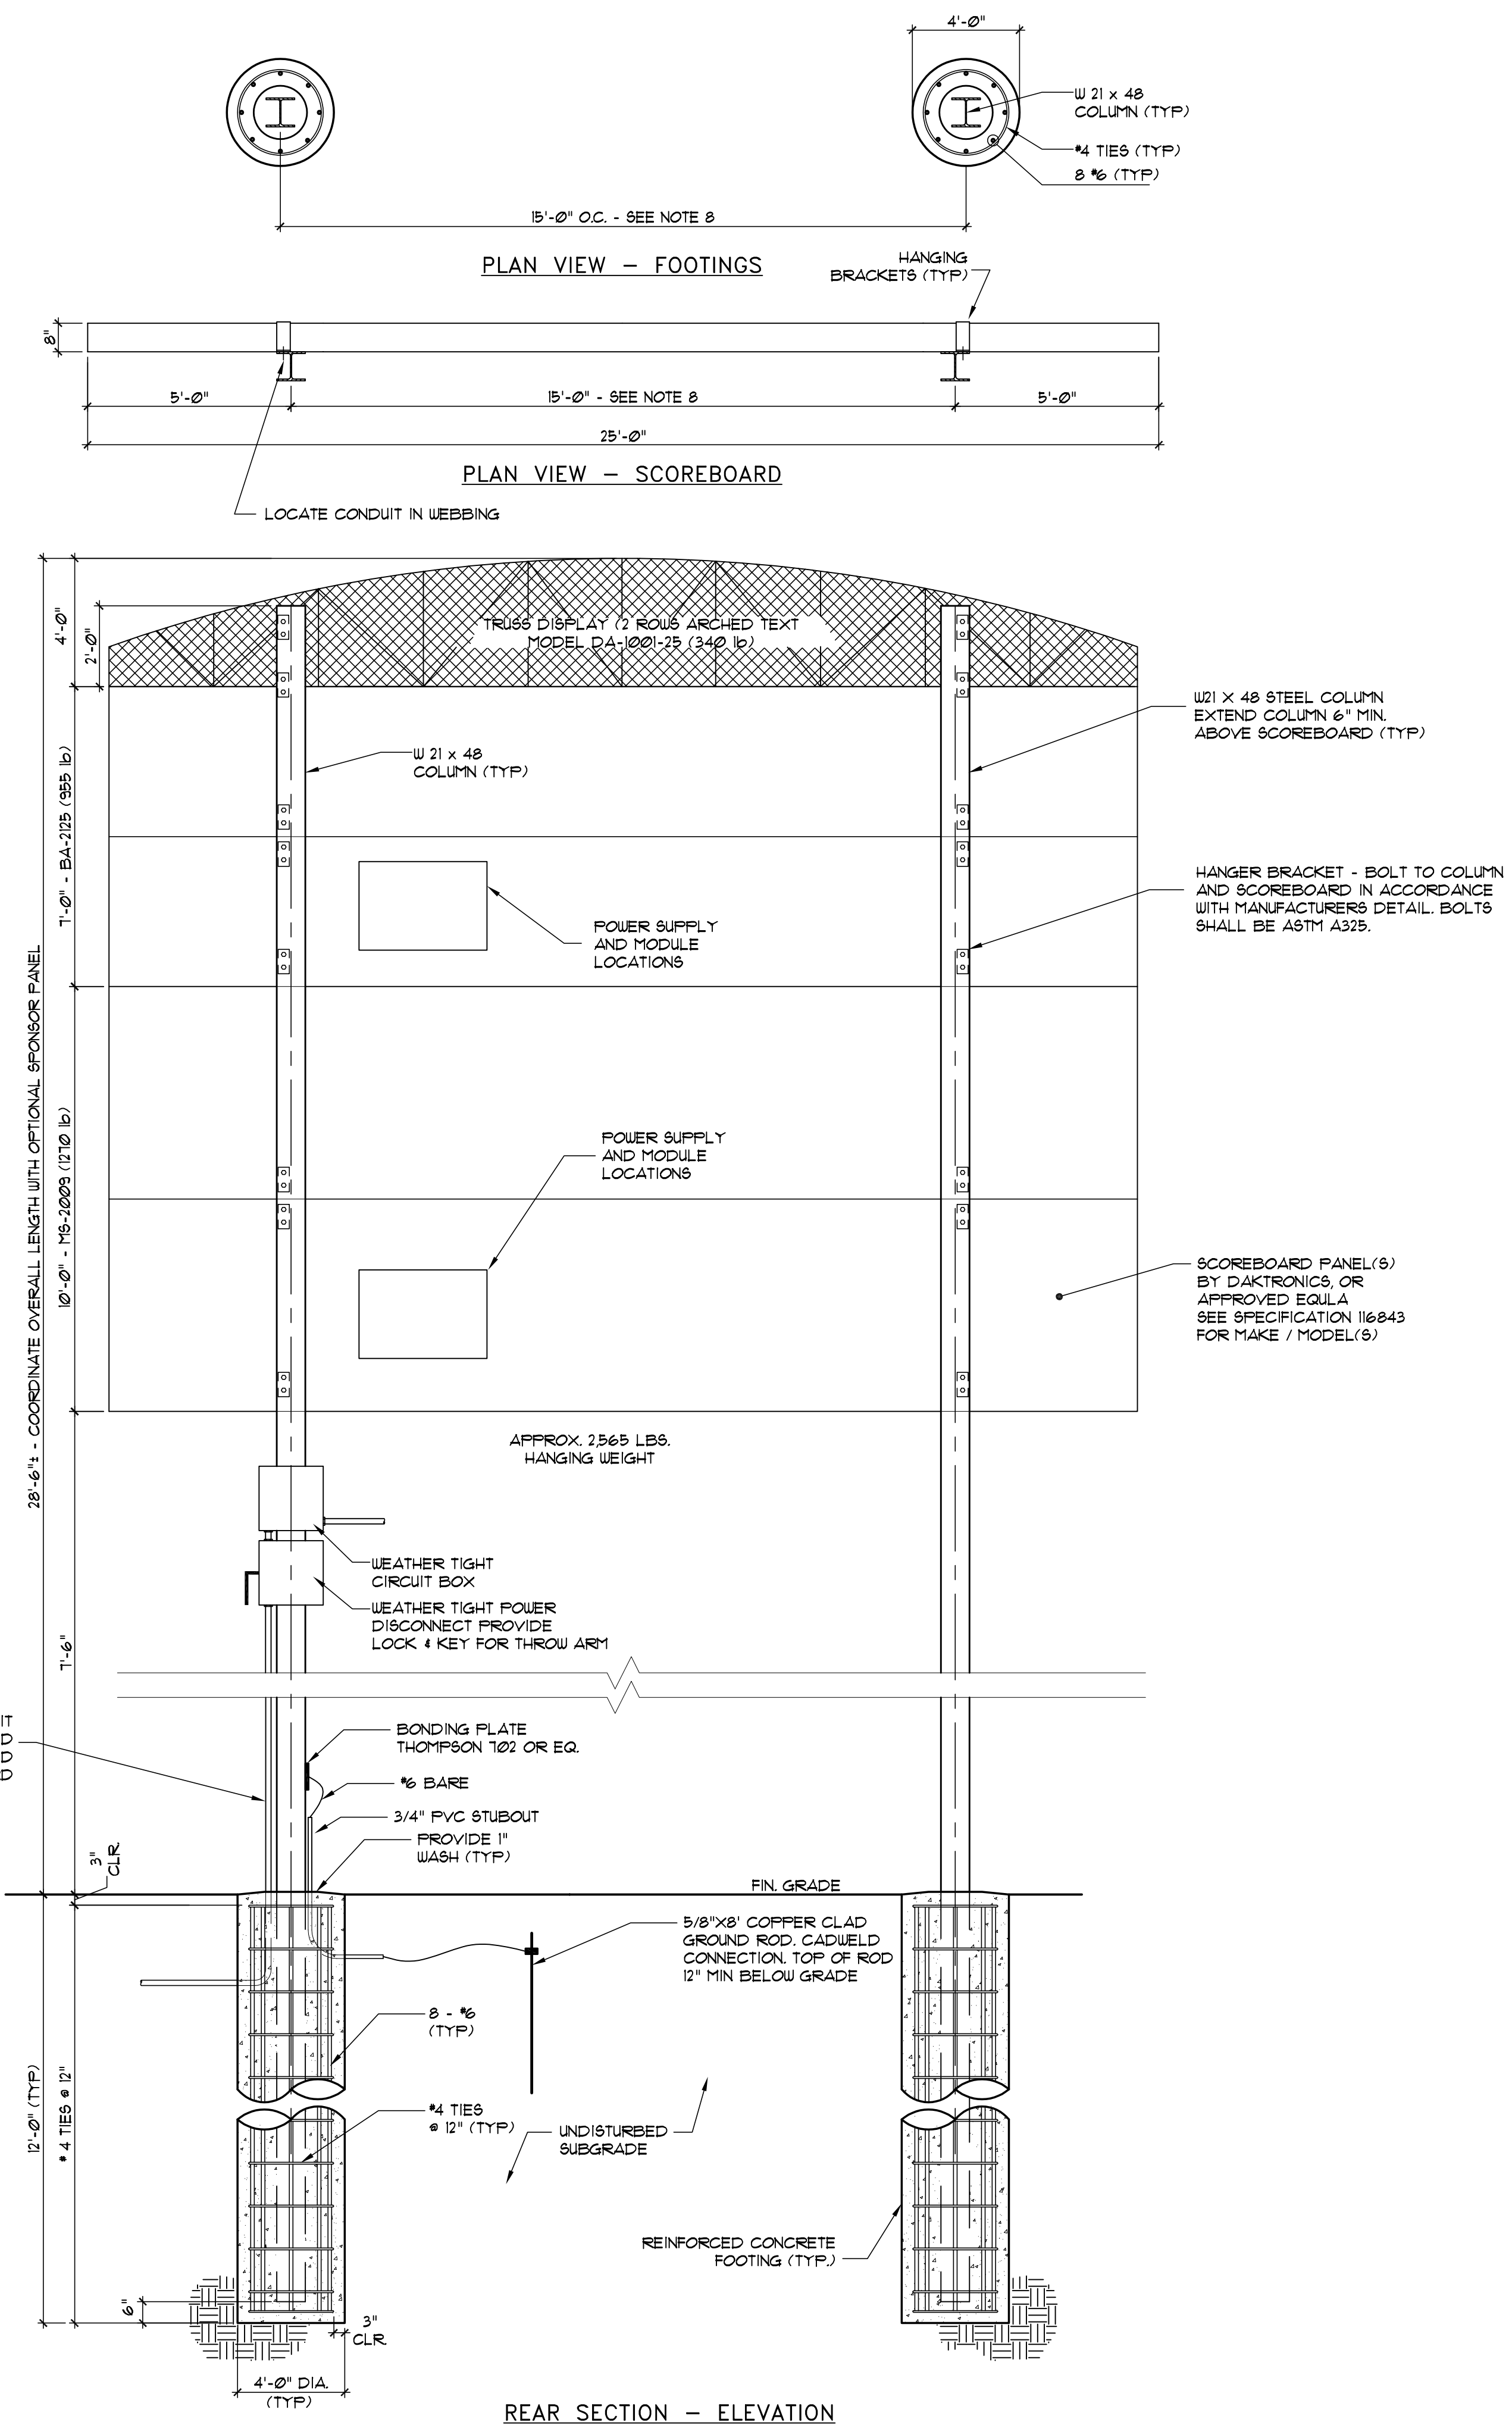 4'-0"
W 21 x 48
COLUMN (TYP)
#4 TIES (TYP)
8 #6 (TYP)
15'-0" O.C. - SEE NOTE 8
PLAN VIEW - FOOTINGS
HANGING
BRACKETS (TYP)
8"
5'-0"
15'-0" - SEE NOTE 8
5'-0"
25'-0"
PLAN VIEW - SCOREBOARD
LOCATE CONDUIT IN WEBBING
4'-0"
2'-0"
TRUSS DISPLAY (2 ROWS ARCHED TEXT
MODEL DA-1001-25 (340 lb)
W21 X 48 STEEL COLUMN
EXTEND COLUMN 6" MIN.
ABOVE SCOREBOARD (TYP)
W 21 x 48
COLUMN (TYP)
7'-0" - BA-2125 (955 lb)
HANGER BRACKET - BOLT TO COLUMN
AND SCOREBOARD IN ACCORDANCE
WITH MANUFACTURERS DETAIL. BOLTS
SHALL BE ASTM A325.
POWER SUPPLY
AND MODULE
LOCATIONS
28'-6"± - COORDINATE OVERALL LENGTH WITH OPTIONAL SPONSOR PANEL
10'-0" - MS-2009 (1270 lb)
POWER SUPPLY
AND MODULE
LOCATIONS
SCOREBOARD PANEL(S)
BY DAKTRONICS, OR
APPROVED EQULA
SEE SPECIFICATION 116843
FOR MAKE / MODEL(S)
APPROX. 2,565 LBS.
HANGING WEIGHT
WEATHER TIGHT
CIRCUIT BOX
WEATHER TIGHT POWER
DISCONNECT PROVIDE
LOCK & KEY FOR THROW ARM
7'-6"
BONDING PLATE
THOMPSON 702 OR EQ.
#6 BARE
3/4" PVC STUBOUT
PROVIDE 1"
WASH (TYP)
3"
CLR.
FIN. GRADE
5/8"X8' COPPER CLAD
GROUND ROD. CADWELD
CONNECTION. TOP OF ROD
12" MIN BELOW GRADE
8 - #6
(TYP)
12'-0" (TYP)
# 4 TIES @ 12"
#4 TIES
@ 12" (TYP)
UNDISTURBED
SUBGRADE
REINFORCED CONCRETE
FOOTING (TYP.)
6"
3"
CLR.
4'-0" DIA.
(TYP)
REAR SECTION - ELEVATION